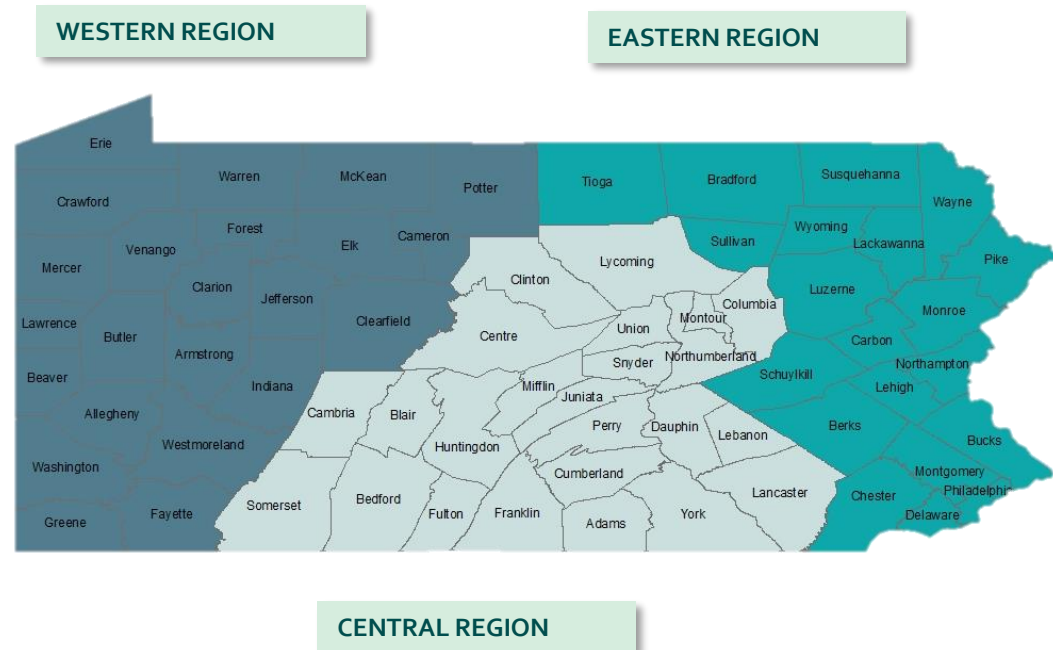 WESTERN REGION
EASTERN REGION
Erie
Warren
McKean
Potter
Tioga
Bradford
Susquehanna
Wayne
Crawford
Forest
Elk
Cameron
Sullivan
Wyoming
Lackawanna
Pike
Mercer
Venango
Clarion
Jefferson
Clinton
Lycoming
Luzerne
Monroe
Lawrence
Butler
Clearfield
Centre
Union
Montour
Columbia
Carbon
Beaver
Armstrong
Indiana
Snyder
Northumberland
Schuylkill
Northampton
Lehigh
Allegheny
Cambria
Blair
Mifflin
Juniata
Perry
Dauphin
Lebanon
Berks
Bucks
Washington
Westmoreland
Huntingdon
Cumberland
Lancaster
Montgomery
Philadelphia
Greene
Fayette
Somerset
Bedford
Fulton
Franklin
Adams
York
Chester
Delaware
CENTRAL REGION